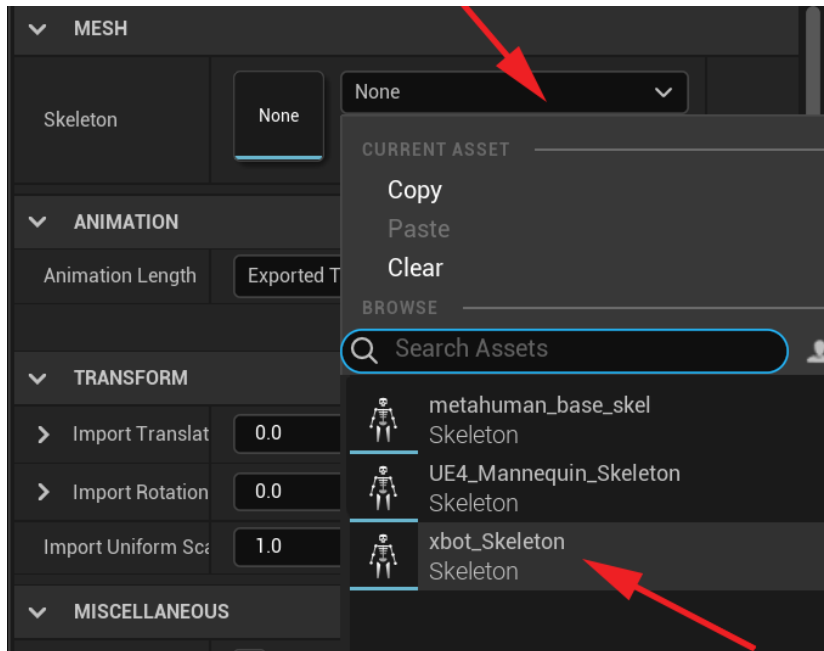 MESH
Skeleton
None
None
CURRENT ASSET
Copy
Paste
Clear
BROWSE
Search Assets
metahuman_base_skel
Skeleton
UE4_Mannequin_Skeleton
Skeleton
xbot_Skeleton
Skeleton
ANIMATION
Animation Length
Exported T
TRANSFORM
Import Translat
0.0
Import Rotation
0.0
Import Uniform Sca
1.0
MISCELLANEOUS